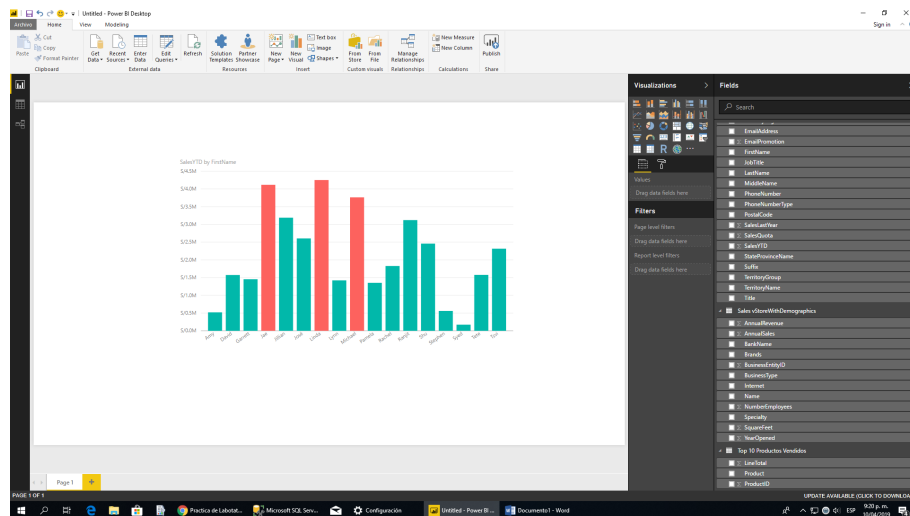 Untitled - Power BI Desktop
Archivo Home View Modeling Sign in
Paste
Cut
Copy
Format Painter
Clipboard
Get Data
Recent Sources
Enter Data
Edit Queries
External data
Refresh
Solution Templates
Partner Showcase
Resources
New Page
New Visual
Text box
Image
Shapes
Insert
From Store
From File
Custom visuals
Manage Relationships
Relationships
New Measure
New Column
Calculations
Publish
Share
SalesYTD by FirstName
S/4.5M
S/4.0M
S/3.5M
S/3.0M
S/2.5M
S/2.0M
S/1.5M
S/1.0M
S/0.5M
S/0.0M
Amy David Garrett Jae Jillian José Linda Lynn Michael Pamela Rachel Ranjit Shu Stephen Syed Tete Tsvi
Visualizations
Values
Drag data fields here
Filters
Page level filters
Drag data fields here
Report level filters
Drag data fields here
Fields
Search
EmailAddress
EmailPromotion
FirstName
JobTitle
LastName
MiddleName
PhoneNumber
PhoneNumberType
PostalCode
SalesLastYear
SalesQuota
SalesYTD
StateProvinceName
Suffix
TerritoryGroup
TerritoryName
Title
Sales vStoreWithDemographics
AnnualRevenue
AnnualSales
BankName
Brands
BusinessEntityID
BusinessType
Internet
Name
NumberEmployees
Specialty
SquareFeet
YearOpened
Top 10 Productos Vendidos
LineTotal
Product
ProductID
Page 1
PAGE 1 OF 1
UPDATE AVAILABLE (CLICK TO DOWNLOA
Practica de Labotat... Microsoft SQL Serv... Configuración Untitled - Power BI ... Documento1 - Word
ESP
9:20 p. m.
10/04/2019